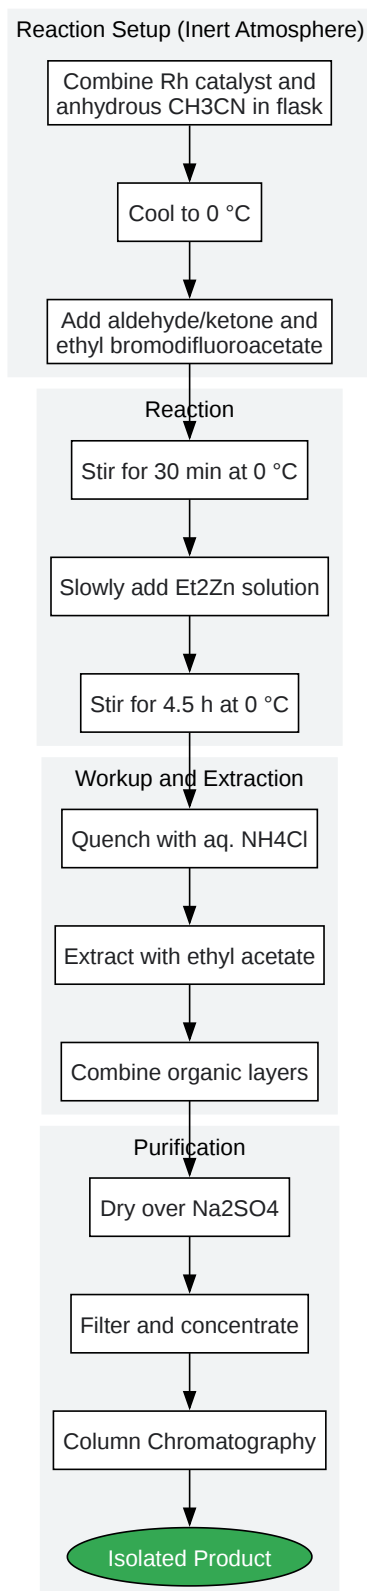 Reaction Setup (Inert Atmosphere)
Combine Rh catalyst and
anhydrous CH3CN in flask
Cool to 0 °C
Add aldehyde/ketone and
ethyl bromodifluoroacetate
Reaction
Stir for 30 min at 0 °C
Slowly add Et2Zn solution
Stir for 4.5 h at 0 °C
Workup and Extraction
Quench with aq. NH4Cl
Extract with ethyl acetate
Combine organic layers
Purification
Dry over Na2SO4
Filter and concentrate
Column Chromatography
Isolated Product